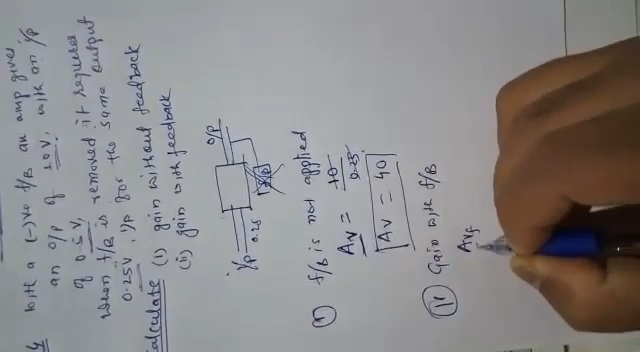 Q with a (-)ve f/B an amp gives
an o/p of 10V, with an i/p
of 0.5V,
when f/B is removed it requires
0.25V i/p for the same output
Calculate (i) gain without feedback
(ii) gain with feedback
i/p 0.25 o/p
(i) f/B is not applied
Av = 10/0.25
Av = 40
(ii) Gain with f/B
Avf